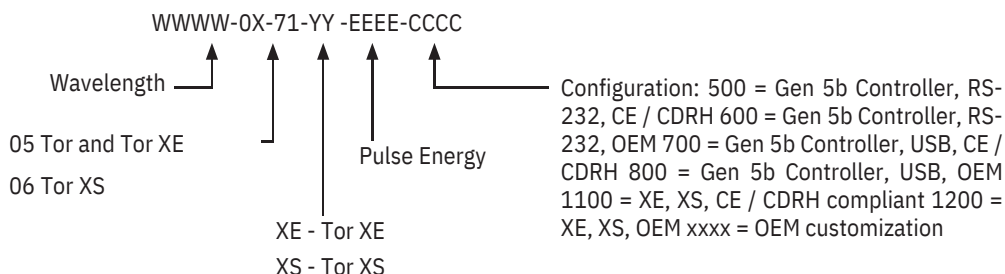 WWWW-0X-71-YY -EEEE-CCCC
Wavelength
05 Tor and Tor XE
06 Tor XS
XE - Tor XE
XS - Tor XS
Pulse Energy
Configuration: 500 = Gen 5b Controller, RS-
232, CE / CDRH 600 = Gen 5b Controller, RS-
232, OEM 700 = Gen 5b Controller, USB, CE /
CDRH 800 = Gen 5b Controller, USB, OEM
1100 = XE, XS, CE / CDRH compliant 1200 =
XE, XS, OEM xxxx = OEM customization